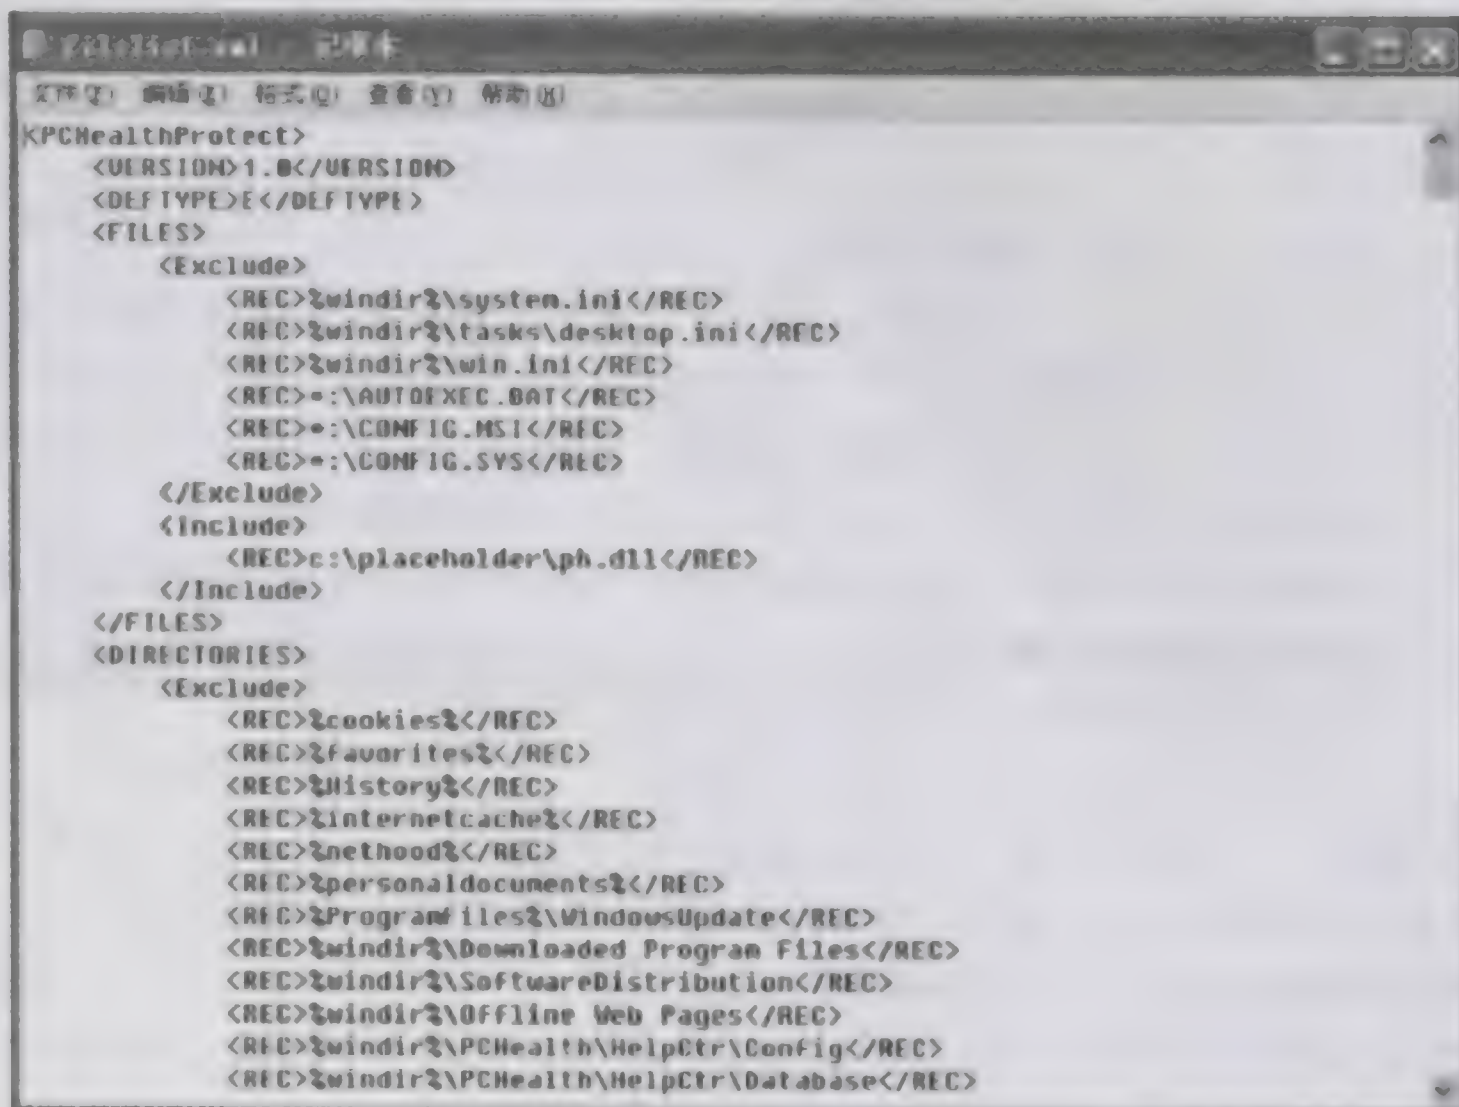 filelist.xml - 记事本
文件(F) 编辑(E) 格式(O) 查看(V) 帮助(H)
<PCHealthProtect>
<VERSION>1.0</VERSION>
<DEFTYPE>E</DEFTYPE>
<FILES>
<Exclude>
<REC>%windir%\system.ini</REC>
<REC>%windir%\tasks\desktop.ini</REC>
<REC>%windir%\win.ini</REC>
<REC>*:\AUTOEXEC.BAT</REC>
<REC>*:\CONFIG.MSI</REC>
<REC>*:\CONFIG.SYS</REC>
</Exclude>
<Include>
<REC>c:\placeholder\ph.dll</REC>
</Include>
</FILES>
<DIRECTORIES>
<Exclude>
<REC>%cookies%</REC>
<REC>%favorites%</REC>
<REC>%History%</REC>
<REC>%internetcache%</REC>
<REC>%nethood%</REC>
<REC>%personaldocuments%</REC>
<REC>%ProgramFiles%\WindowsUpdate</REC>
<REC>%windir%\Downloaded Program Files</REC>
<REC>%windir%\SoftwareDistribution</REC>
<REC>%windir%\Offline Web Pages</REC>
<REC>%windir%\PCHealth\HelpCtr\Config</REC>
<REC>%windir%\PCHealth\HelpCtr\Database</REC>